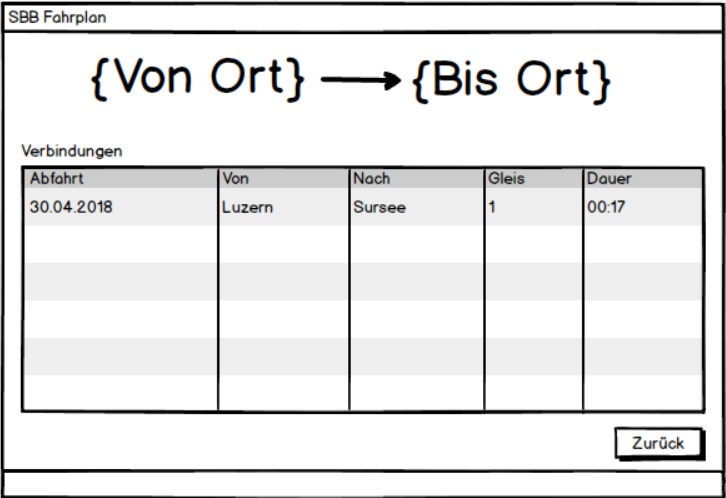 SBB Fahrplan
{Von Ort} → {Bis Ort}
Verbindungen
Abfahrt Von Nach Gleis Dauer
30.04.2018 Luzern Sursee 1 00:17
Zurück